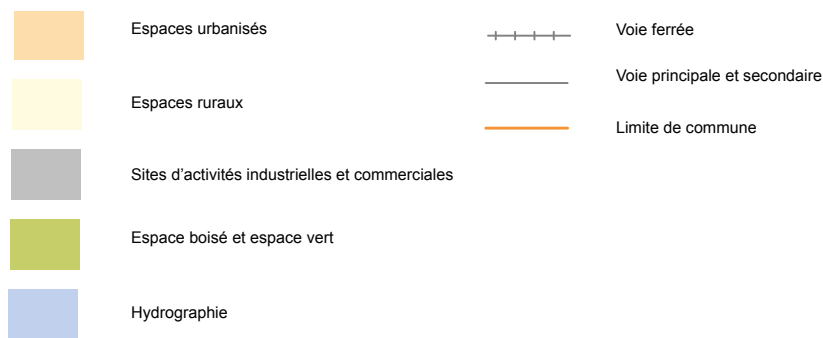 Espaces urbanisés
Espaces ruraux
Sites d'activités industrielles et commerciales
Espace boisé et espace vert
Hydrographie
Voie ferrée
Voie principale et secondaire
Limite de commune